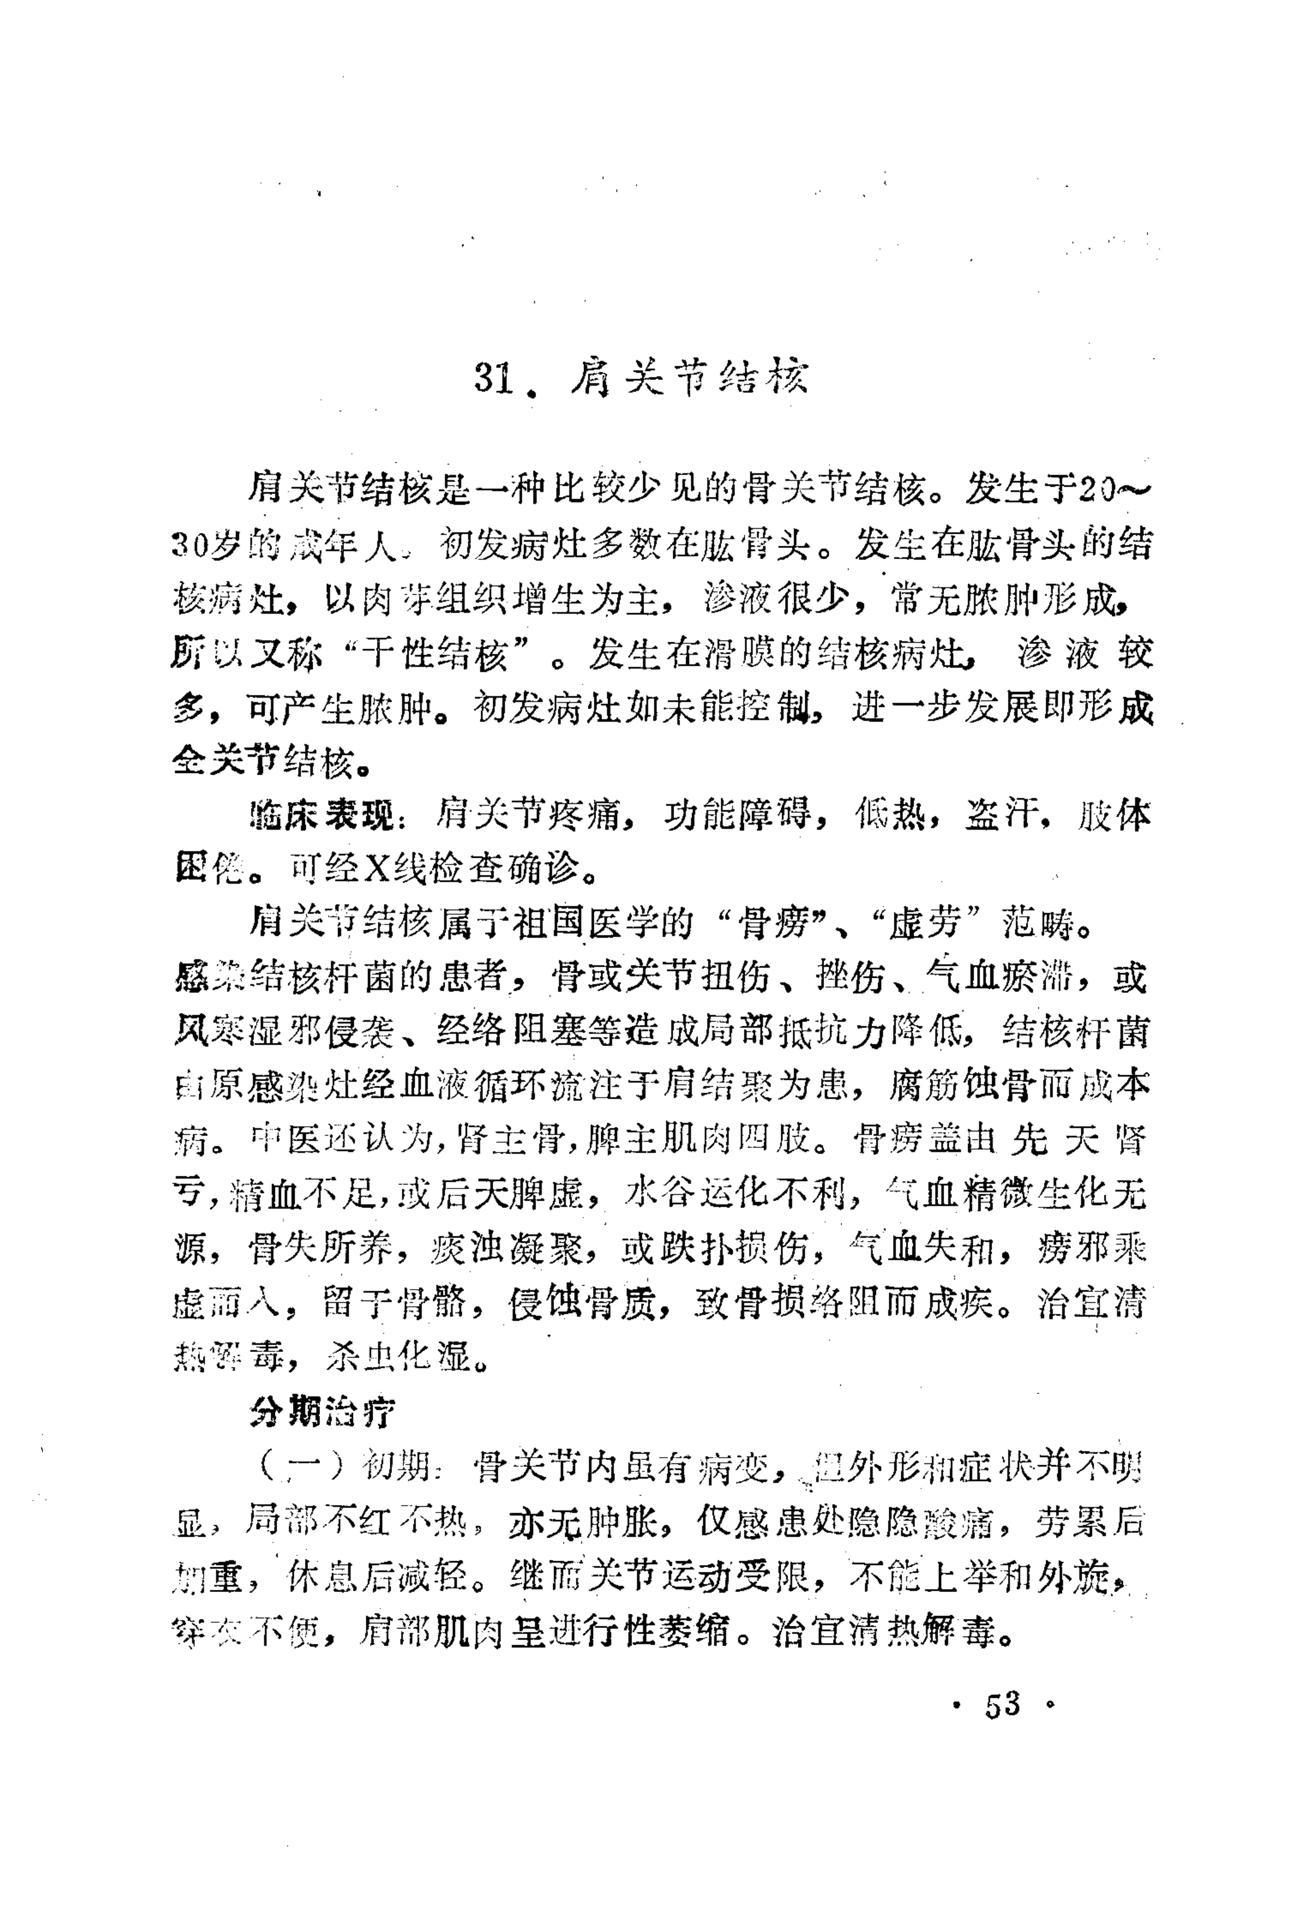 31．肩关节结核
肩关节结核是一种比较少见的骨关节结核。发生于20～
30岁的成年人。初发病灶多数在肱骨头。发生在肱骨头的结
核病灶，以肉芽组织增生为主，渗液很少，常无脓肿形成，
所以又称“干性结核”。发生在滑膜的结核病灶，渗液较
多，可产生脓肿。初发病灶如未能控制，进一步发展即形成
全关节结核。
临床表现：肩关节疼痛，功能障碍，低热，盗汗，肢体
困倦。可经X线检查确诊。
肩关节结核属于祖国医学的“骨痨”、“虚劳”范畴。
感染结核杆菌的患者，骨或关节扭伤、挫伤、气血瘀滞，或
风寒湿邪侵袭、经络阻塞等造成局部抵抗力降低，结核杆菌
由原感染灶经血液循环流注于肩结聚为患，腐筋蚀骨而成本
病。中医还认为，肾主骨，脾主肌肉四肢。骨痨盖由先天肾
亏，精血不足，或后天脾虚，水谷运化不利，气血精微生化无
源，骨失所养，痰浊凝聚，或跌扑损伤，气血失和，痨邪乘
虚而入，留于骨骼，侵蚀骨质，致骨损络阻而成疾。治宜清
热解毒，杀虫化湿。
分期治疗
（一）初期：骨关节内虽有病变，但外形和症状并不明
显，局部不红不热，亦无肿胀，仅感患处隐隐酸痛，劳累后
加重，休息后减轻。继而关节运动受限，不能上举和外旋，
穿衣不便，肩部肌肉呈进行性萎缩。治宜清热解毒。
·53·